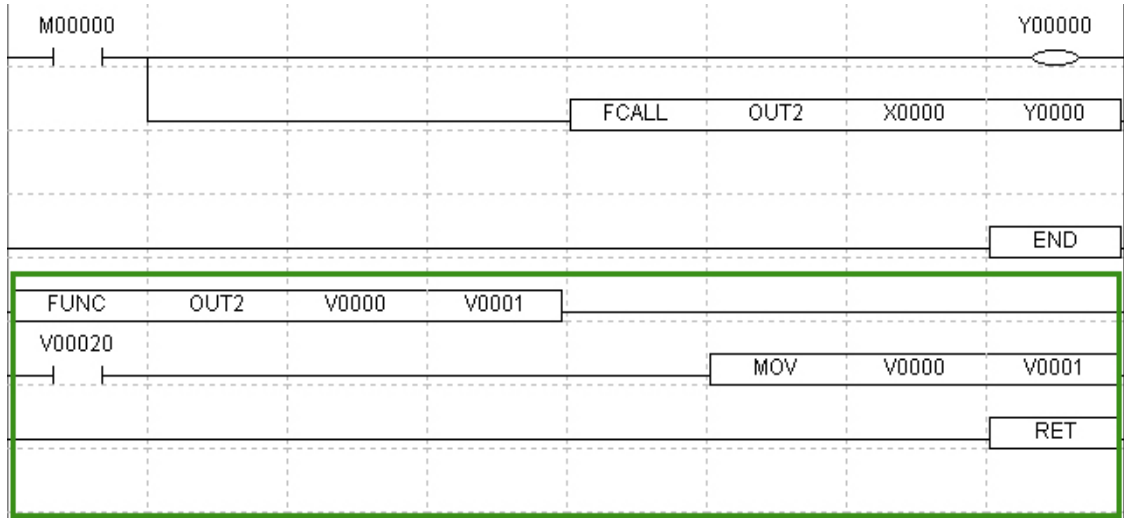 M00000 Y00000
FCALL OUT2 X0000 Y0000
END
FUNC OUT2 V0000 V0001
V00020
MOV V0000 V0001
RET